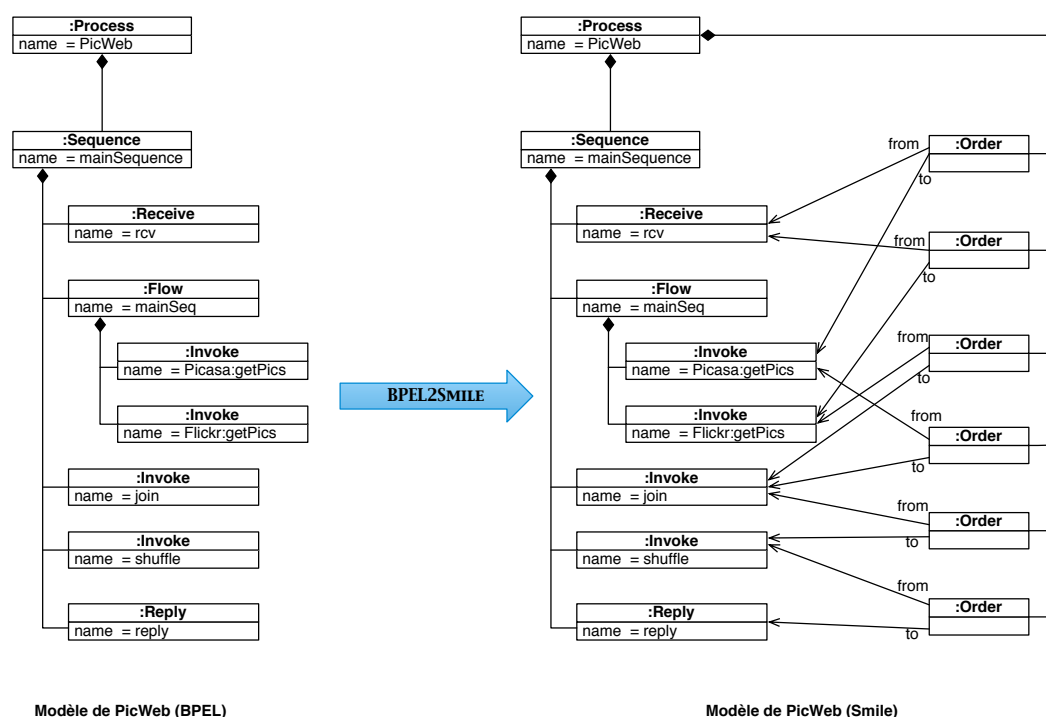 :Process
name = PicWeb
:Sequence
name = mainSequence
:Receive
name = rcv
:Flow
name = mainSeq
:Invoke
name = Picasa:getPics
:Invoke
name = Flickr:getPics
:Invoke
name = join
:Invoke
name = shuffle
:Reply
name = reply
Modèle de PicWeb (BPEL)
BPEL2SMILE
:Process
name = PicWeb
:Sequence
name = mainSequence
:Receive
name = rcv
:Flow
name = mainSeq
:Invoke
name = Picasa:getPics
:Invoke
name = Flickr:getPics
:Invoke
name = join
:Invoke
name = shuffle
:Reply
name = reply
from
:Order
to
from
:Order
to
from
:Order
to
from
:Order
to
from
:Order
to
from
:Order
to
Modèle de PicWeb (Smile)